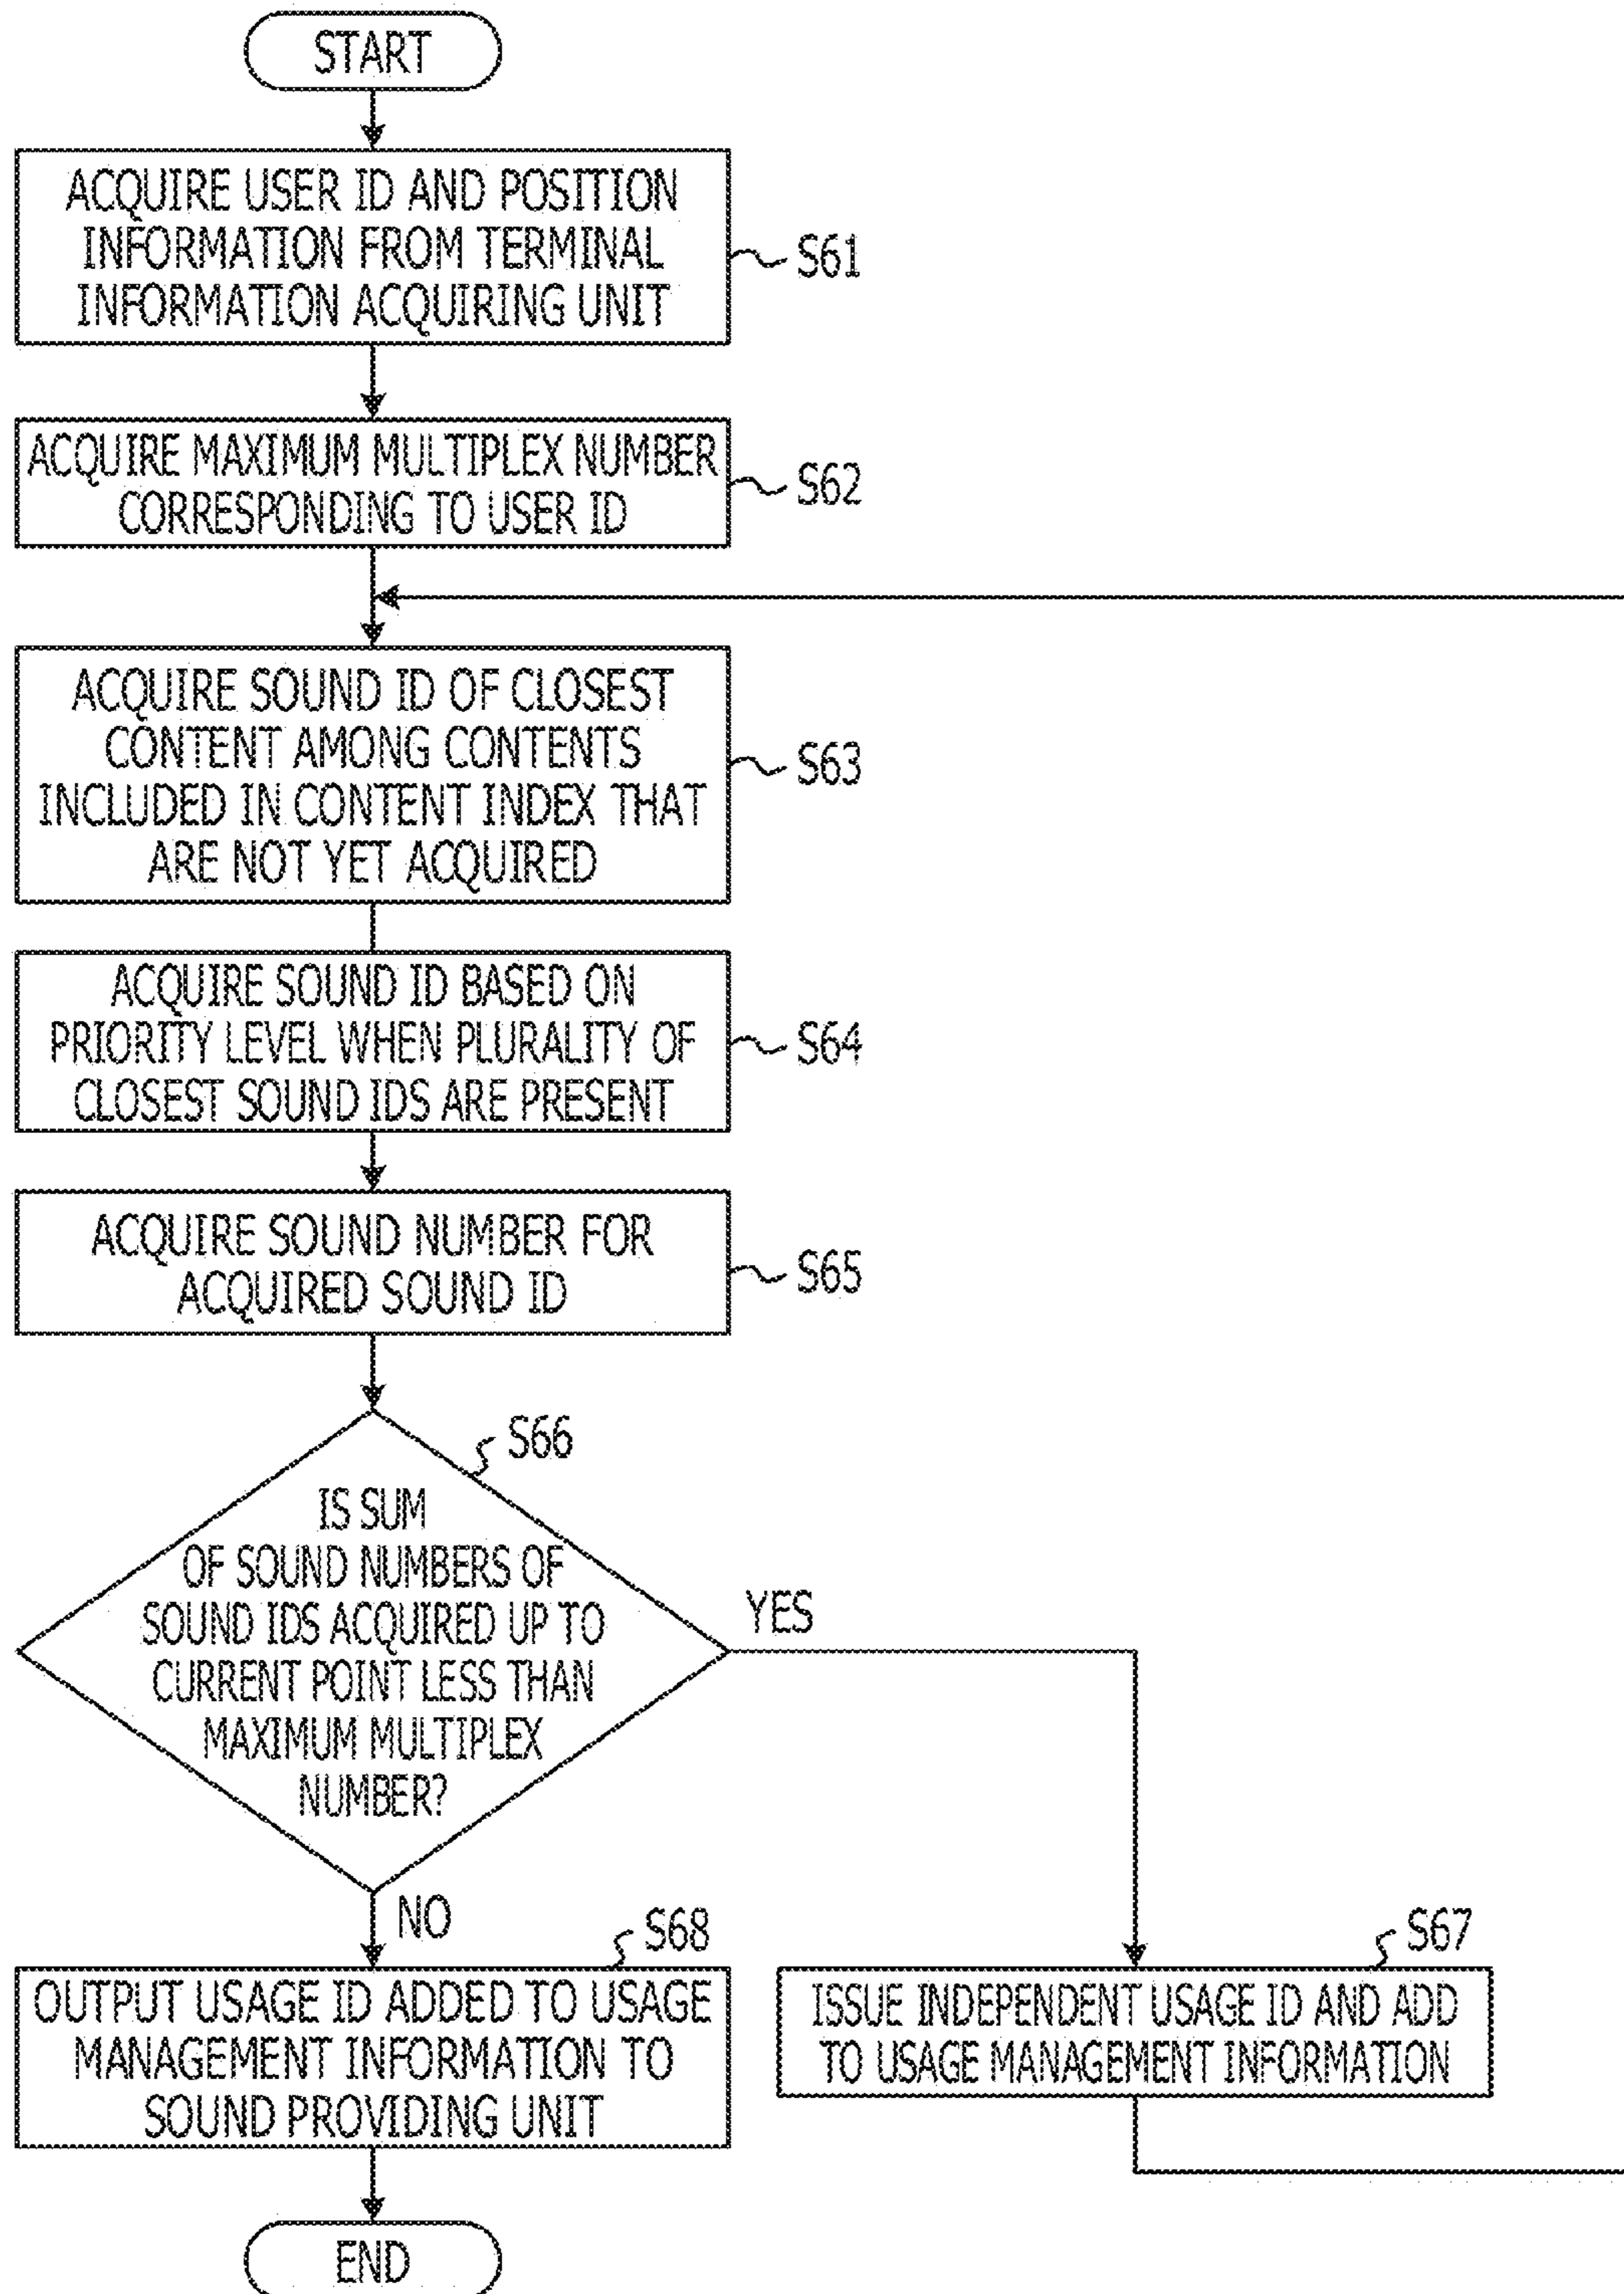 START
ACQUIRE USER ID AND POSITION
INFORMATION FROM TERMINAL
INFORMATION ACQUIRING UNIT
S61
ACQUIRE MAXIMUM MULTIPLEX NUMBER
CORRESPONDING TO USER ID
S62
ACQUIRE SOUND ID OF CLOSEST
CONTENT AMONG CONTENTS
INCLUDED IN CONTENT INDEX THAT
ARE NOT YET ACQUIRED
S63
ACQUIRE SOUND ID BASED ON
PRIORITY LEVEL WHEN PLURALITY OF
CLOSEST SOUND IDS ARE PRESENT
S64
ACQUIRE SOUND NUMBER FOR
ACQUIRED SOUND ID
S65
S66
IS SUM
OF SOUND NUMBERS OF
SOUND IDS ACQUIRED UP TO
CURRENT POINT LESS THAN
MAXIMUM MULTIPLEX
NUMBER?
YES
NO
S68
OUTPUT USAGE ID ADDED TO USAGE
MANAGEMENT INFORMATION TO
SOUND PROVIDING UNIT
S67
ISSUE INDEPENDENT USAGE ID AND ADD
TO USAGE MANAGEMENT INFORMATION
END